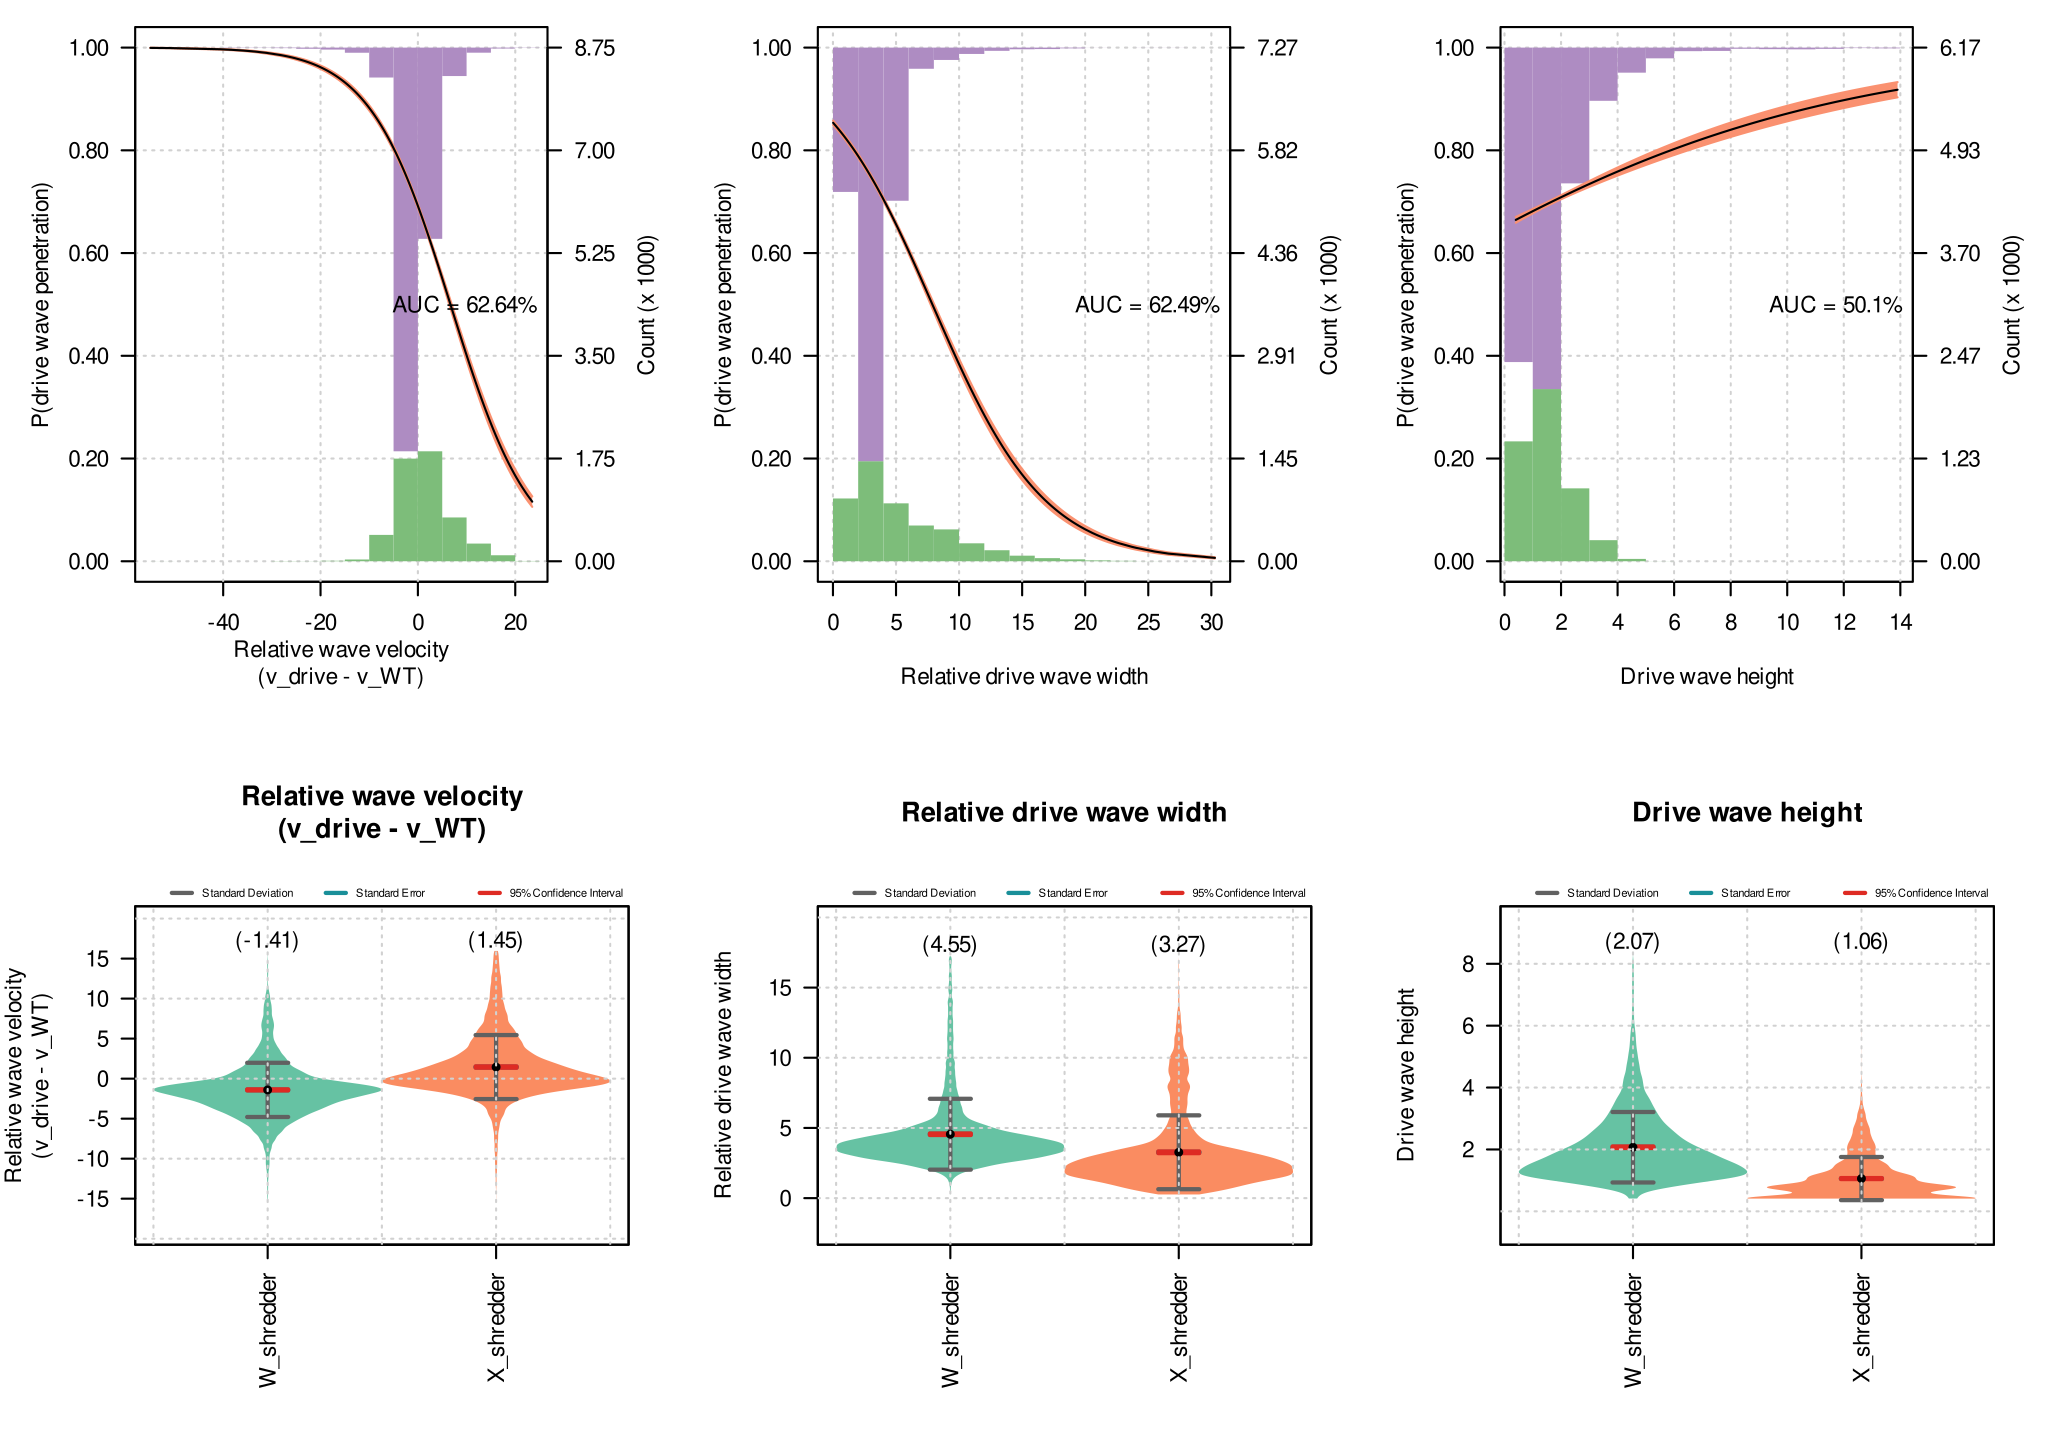 1.00
0.80
0.60
0.40
0.20
0.00
P(drive wave penetration)
8.75
7.00
5.25
3.50
1.75
0.00
Count (x 1000)
AUC = 62.64%
-40 -20 0 20
Relative wave velocity
(v_drive - v_WT)
1.00
0.80
0.60
0.40
0.20
0.00
P(drive wave penetration)
7.27
5.82
4.36
2.91
1.45
0.00
Count (x 1000)
AUC = 62.49%
0 5 10 15 20 25 30
Relative drive wave width
1.00
0.80
0.60
0.40
0.20
0.00
P(drive wave penetration)
6.17
4.93
3.70
2.47
1.23
0.00
Count (x 1000)
AUC = 50.1%
0 2 4 6 8 10 12 14
Drive wave height
Relative wave velocity
(v_drive - v_WT)
Standard Deviation Standard Error 95% Confidence Interval
(-1.41) (1.45)
15
10
5
0
-5
-10
-15
Relative wave velocity
(v_drive - v_WT)
W_shredder
X_shredder
Relative drive wave width
Standard Deviation Standard Error 95% Confidence Interval
(4.55) (3.27)
15
10
5
0
Relative drive wave width
W_shredder
X_shredder
Drive wave height
Standard Deviation Standard Error 95% Confidence Interval
(2.07) (1.06)
8
6
4
2
Drive wave height
W_shredder
X_shredder